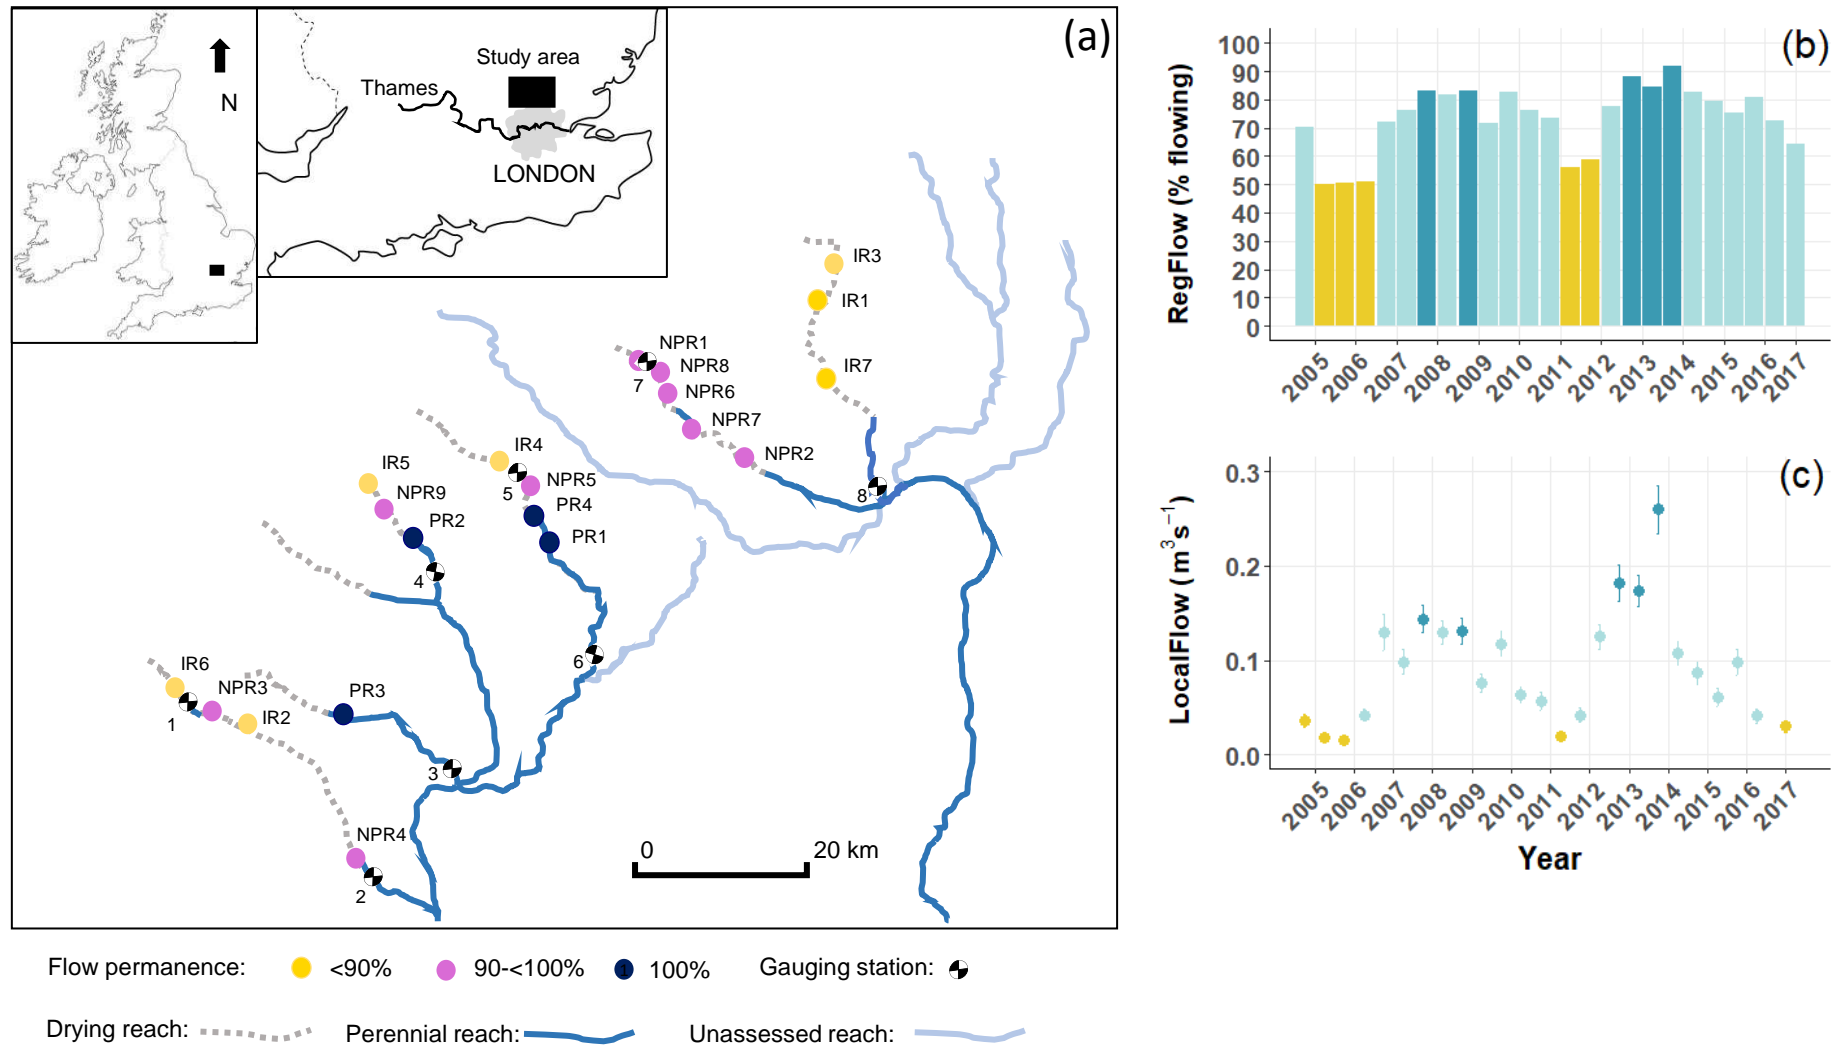 (a)
N
Study area
Thames
LONDON
IR3
IR1
IR7
NPR1
NPR8
7
NPR6
NPR7
NPR2
8
IR4
NPR5
5
PR4
PR1
IR5
NPR9
PR2
4
6
IR6
NPR3
1
IR2
PR3
3
NPR4
2
0 20 km
Flow permanence: <90% 90-<100% 1 100% Gauging station:
Drying reach: Perennial reach: Unassessed reach:
(b)
RegFlow (% flowing)
100
90
80
70
60
50
40
30
20
10
0
2005 2006 2007 2008 2009 2010 2011 2012 2013 2014 2015 2016 2017
(c)
LocalFlow (m³s⁻¹)
0.3
0.2
0.1
0.0
2005 2006 2007 2008 2009 2010 2011 2012 2013 2014 2015 2016 2017
Year